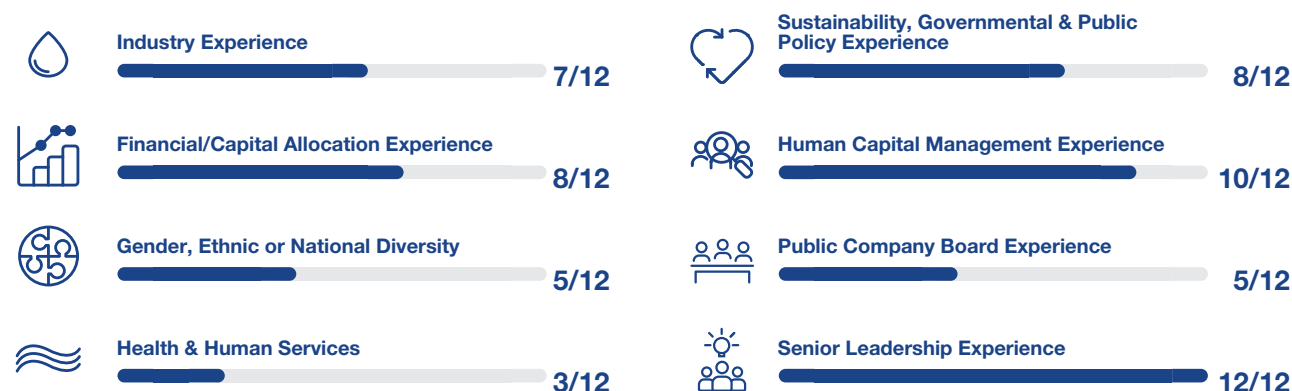 Industry Experience
7/12
Financial/Capital Allocation Experience
8/12
Gender, Ethnic or National Diversity
5/12
Health & Human Services
3/12
Sustainability, Governmental & Public
Policy Experience
8/12
Human Capital Management Experience
10/12
Public Company Board Experience
5/12
Senior Leadership Experience
12/12